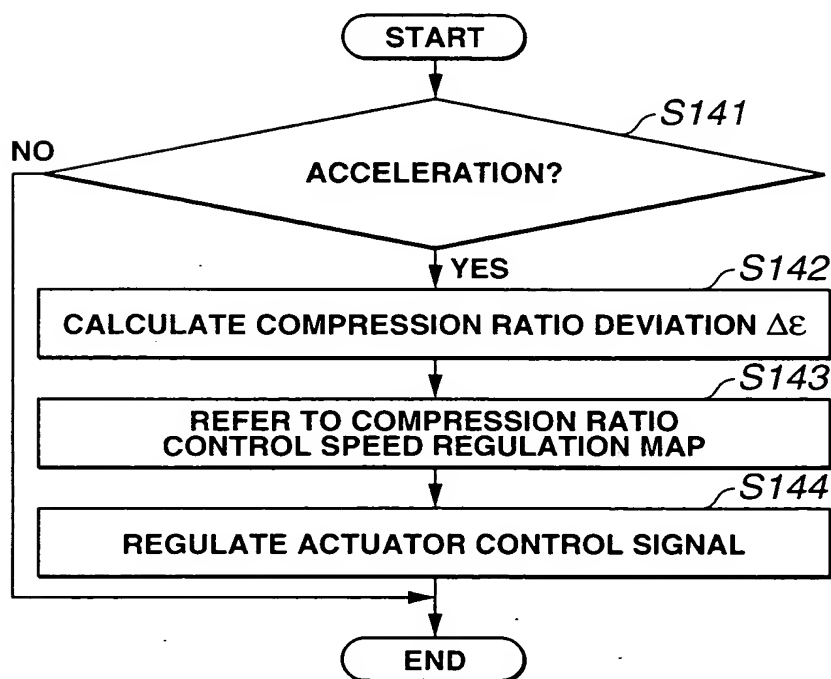 START
S141
NO
ACCELERATION?
YES
S142
CALCULATE COMPRESSION RATIO DEVIATION Δε
S143
REFER TO COMPRESSION RATIO
CONTROL SPEED REGULATION MAP
S144
REGULATE ACTUATOR CONTROL SIGNAL
END